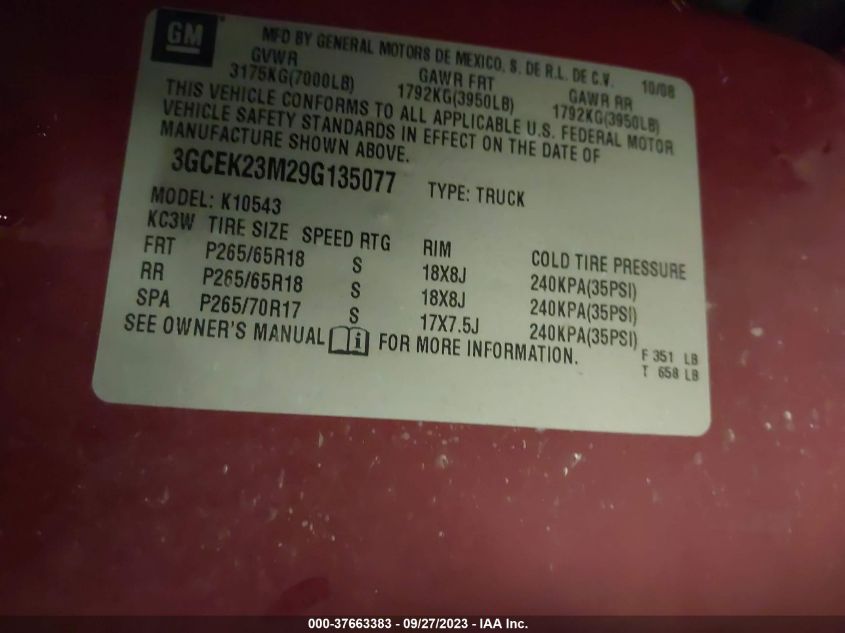 GM
MFD BY GENERAL MOTORS DE MEXICO, S. DE R.L. DE C.V. 10/08
GVWR GAWR FRT GAWR RR
3175KG(7000LB) 1792KG(3950LB) 1792KG(3950LB)
THIS VEHICLE CONFORMS TO ALL APPLICABLE U.S. FEDERAL MOTOR
VEHICLE SAFETY STANDARDS IN EFFECT ON THE DATE OF
MANUFACTURE SHOWN ABOVE.
3GCEK23M29G135077 TYPE: TRUCK
MODEL: K10543
KC3W TIRE SIZE SPEED RTG RIM COLD TIRE PRESSURE
FRT P265/65R18 S 18X8J 240KPA(35PSI)
RR P265/65R18 S 18X8J 240KPA(35PSI)
SPA P265/70R17 S 17X7.5J 240KPA(35PSI)
SEE OWNER'S MANUAL i FOR MORE INFORMATION.
F 351 LB
T 658 LB
000-37663383 - 09/27/2023 - IAA Inc.